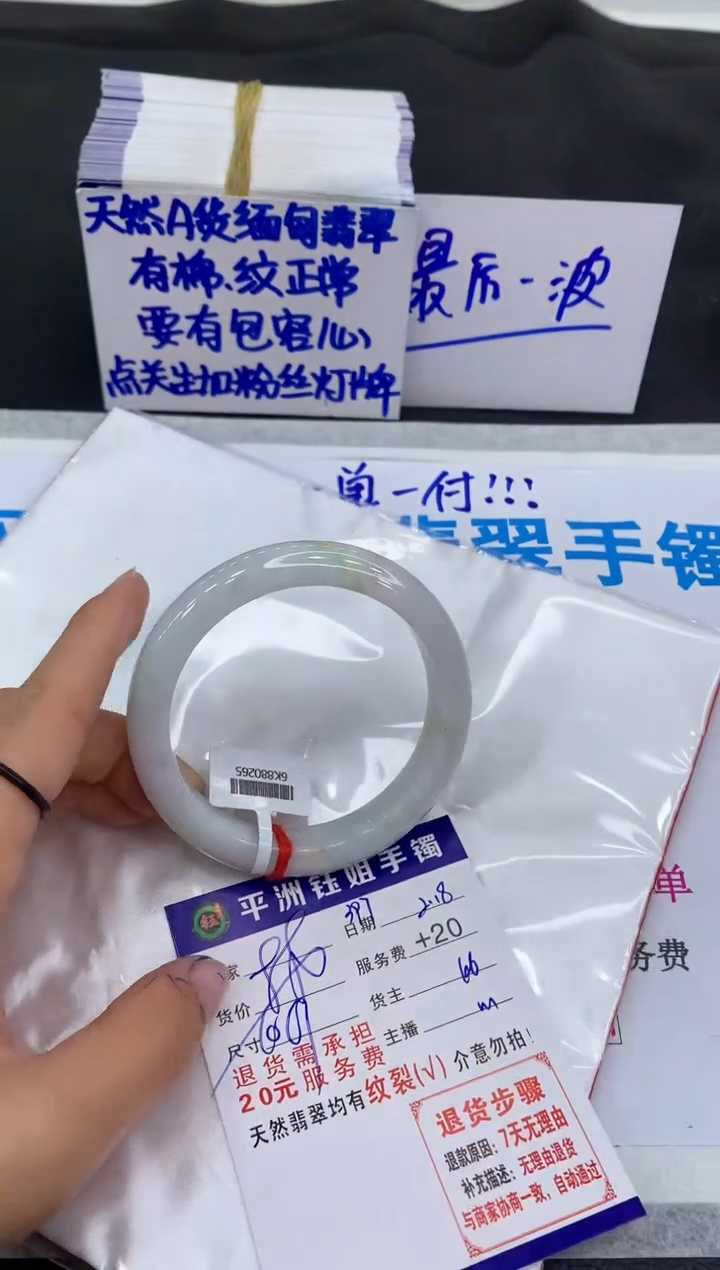 天然A货缅甸翡翠
有棉、纹正常
要有包容心
点关注加粉丝灯牌
最后一波
单一付!!!
翡翠手镯
6K880265
平洲钰姐手镯
397
日期 2.18
家
服务费 +20
货价
货主 66
尺寸
主播 m
退货需承担
20元服务费
天然翡翠均有纹裂(√) 介意勿拍!
退货步骤
退款原因: 7天无理由
补充描述: 无理由退货
与商家协商一致, 自动通过
单
务费